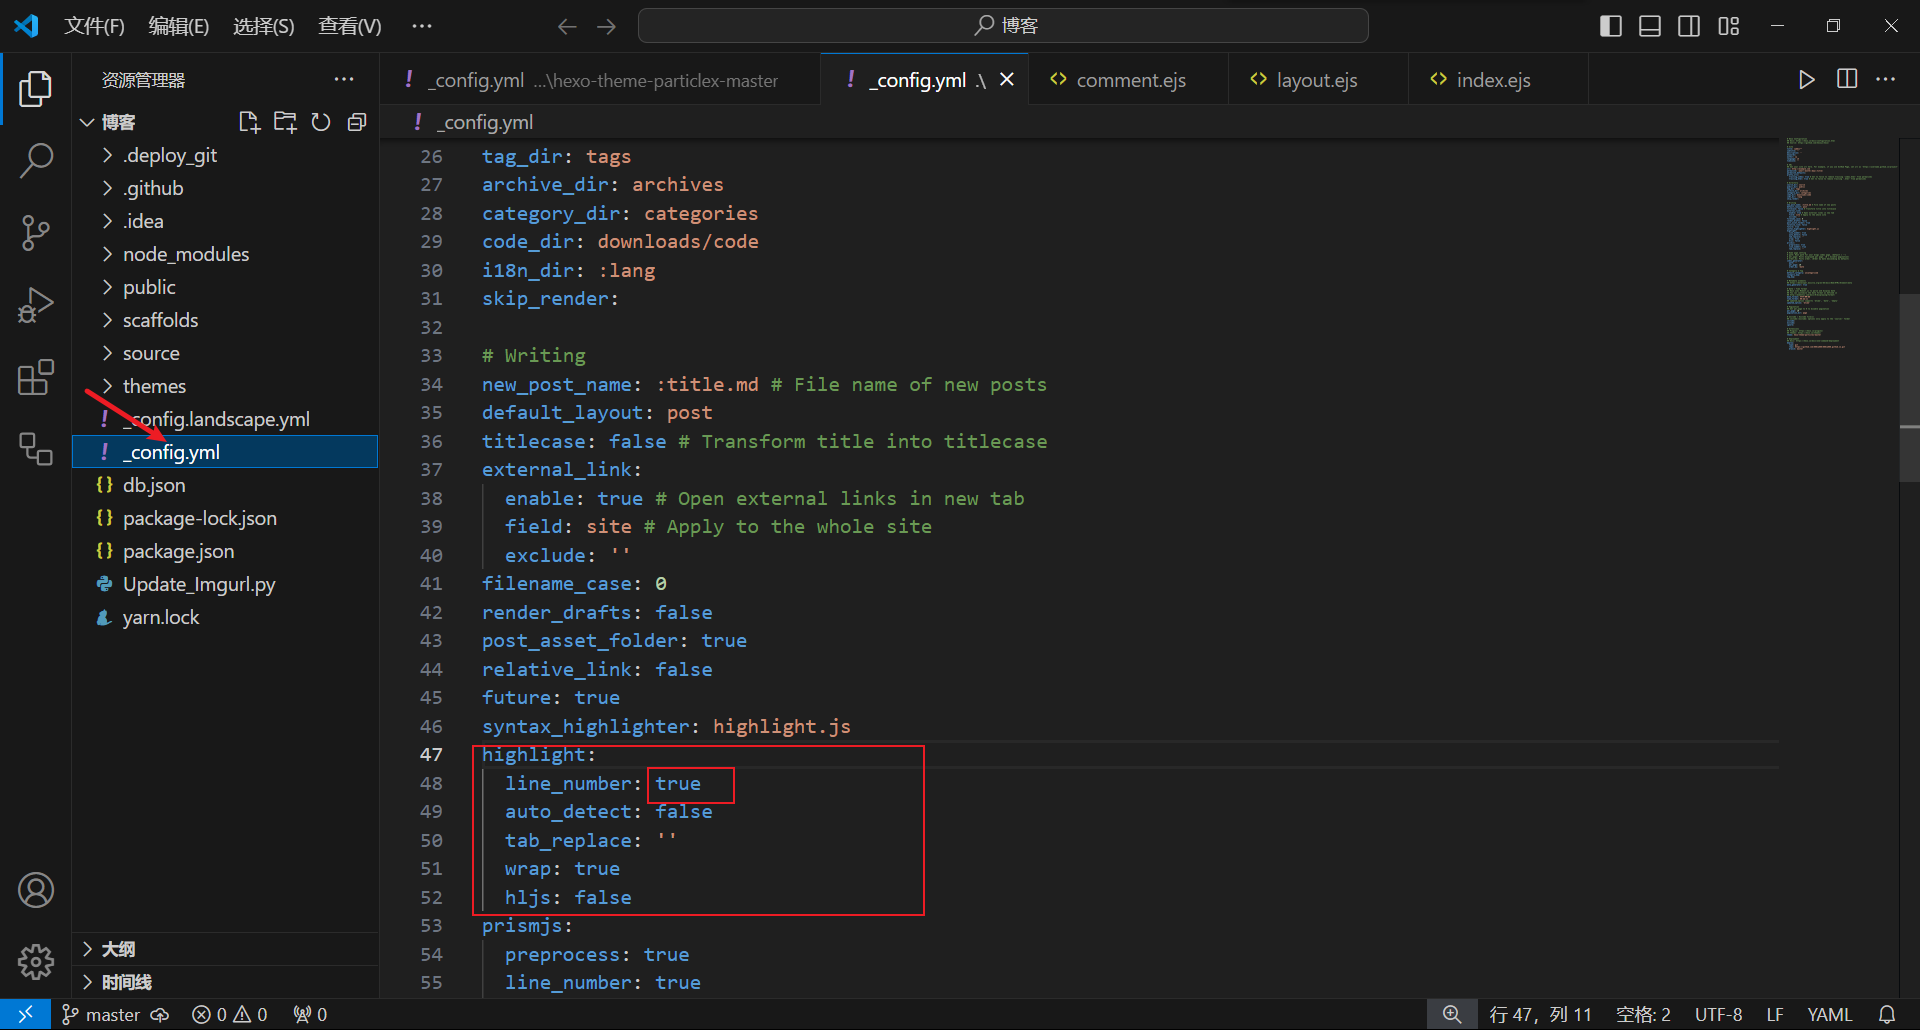 文件(F) 编辑(E) 选择(S) 查看(V) ··· 博客
资源管理器 ···
_config.yml ...\hexo-theme-particlex-master
_config.yml .\
comment.ejs
layout.ejs
index.ejs
博客
.deploy_git
.github
.idea
node_modules
public
scaffolds
source
themes
_config.landscape.yml
_config.yml
db.json
package-lock.json
package.json
Update_Imgurl.py
yarn.lock
大纲
时间线
_config.yml
26 tag_dir: tags
27 archive_dir: archives
28 category_dir: categories
29 code_dir: downloads/code
30 i18n_dir: :lang
31 skip_render:
32
33 # Writing
34 new_post_name: :title.md # File name of new posts
35 default_layout: post
36 titlecase: false # Transform title into titlecase
37 external_link:
38 enable: true # Open external links in new tab
39 field: site # Apply to the whole site
40 exclude: ''
41 filename_case: 0
42 render_drafts: false
43 post_asset_folder: true
44 relative_link: false
45 future: true
46 syntax_highlighter: highlight.js
47 highlight:
48 line_number: true
49 auto_detect: false
50 tab_replace: ''
51 wrap: true
52 hljs: false
53 prismjs:
54 preprocess: true
55 line_number: true
master 0 0 0 行 47，列 11 空格: 2 UTF-8 LF YAML